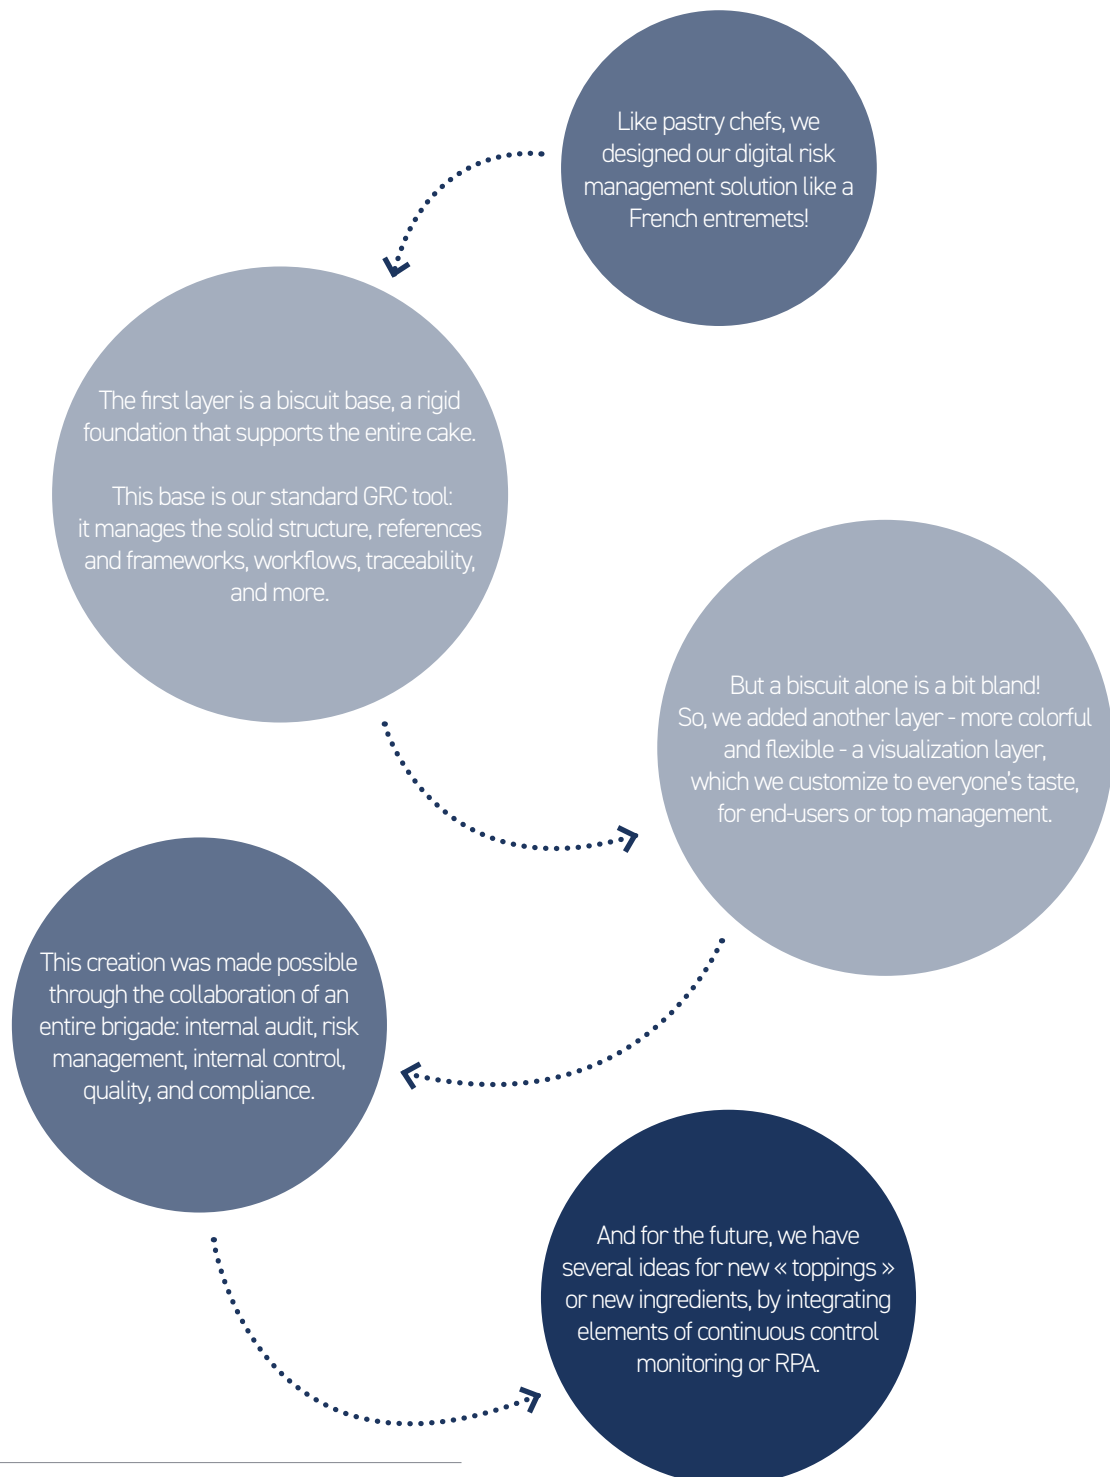 Like pastry chefs, we
designed our digital risk
management solution like a
French entremets!
The first layer is a biscuit base, a rigid
foundation that supports the entire cake.
This base is our standard GRC tool:
it manages the solid structure, references
and frameworks, workflows, traceability,
and more.
But a biscuit alone is a bit bland!
So, we added another layer - more colorful
and flexible - a visualization layer,
which we customize to everyone's taste,
for end-users or top management.
This creation was made possible
through the collaboration of an
entire brigade: internal audit, risk
management, internal control,
quality, and compliance.
And for the future, we have
several ideas for new « toppings »
or new ingredients, by integrating
elements of continuous control
monitoring or RPA.